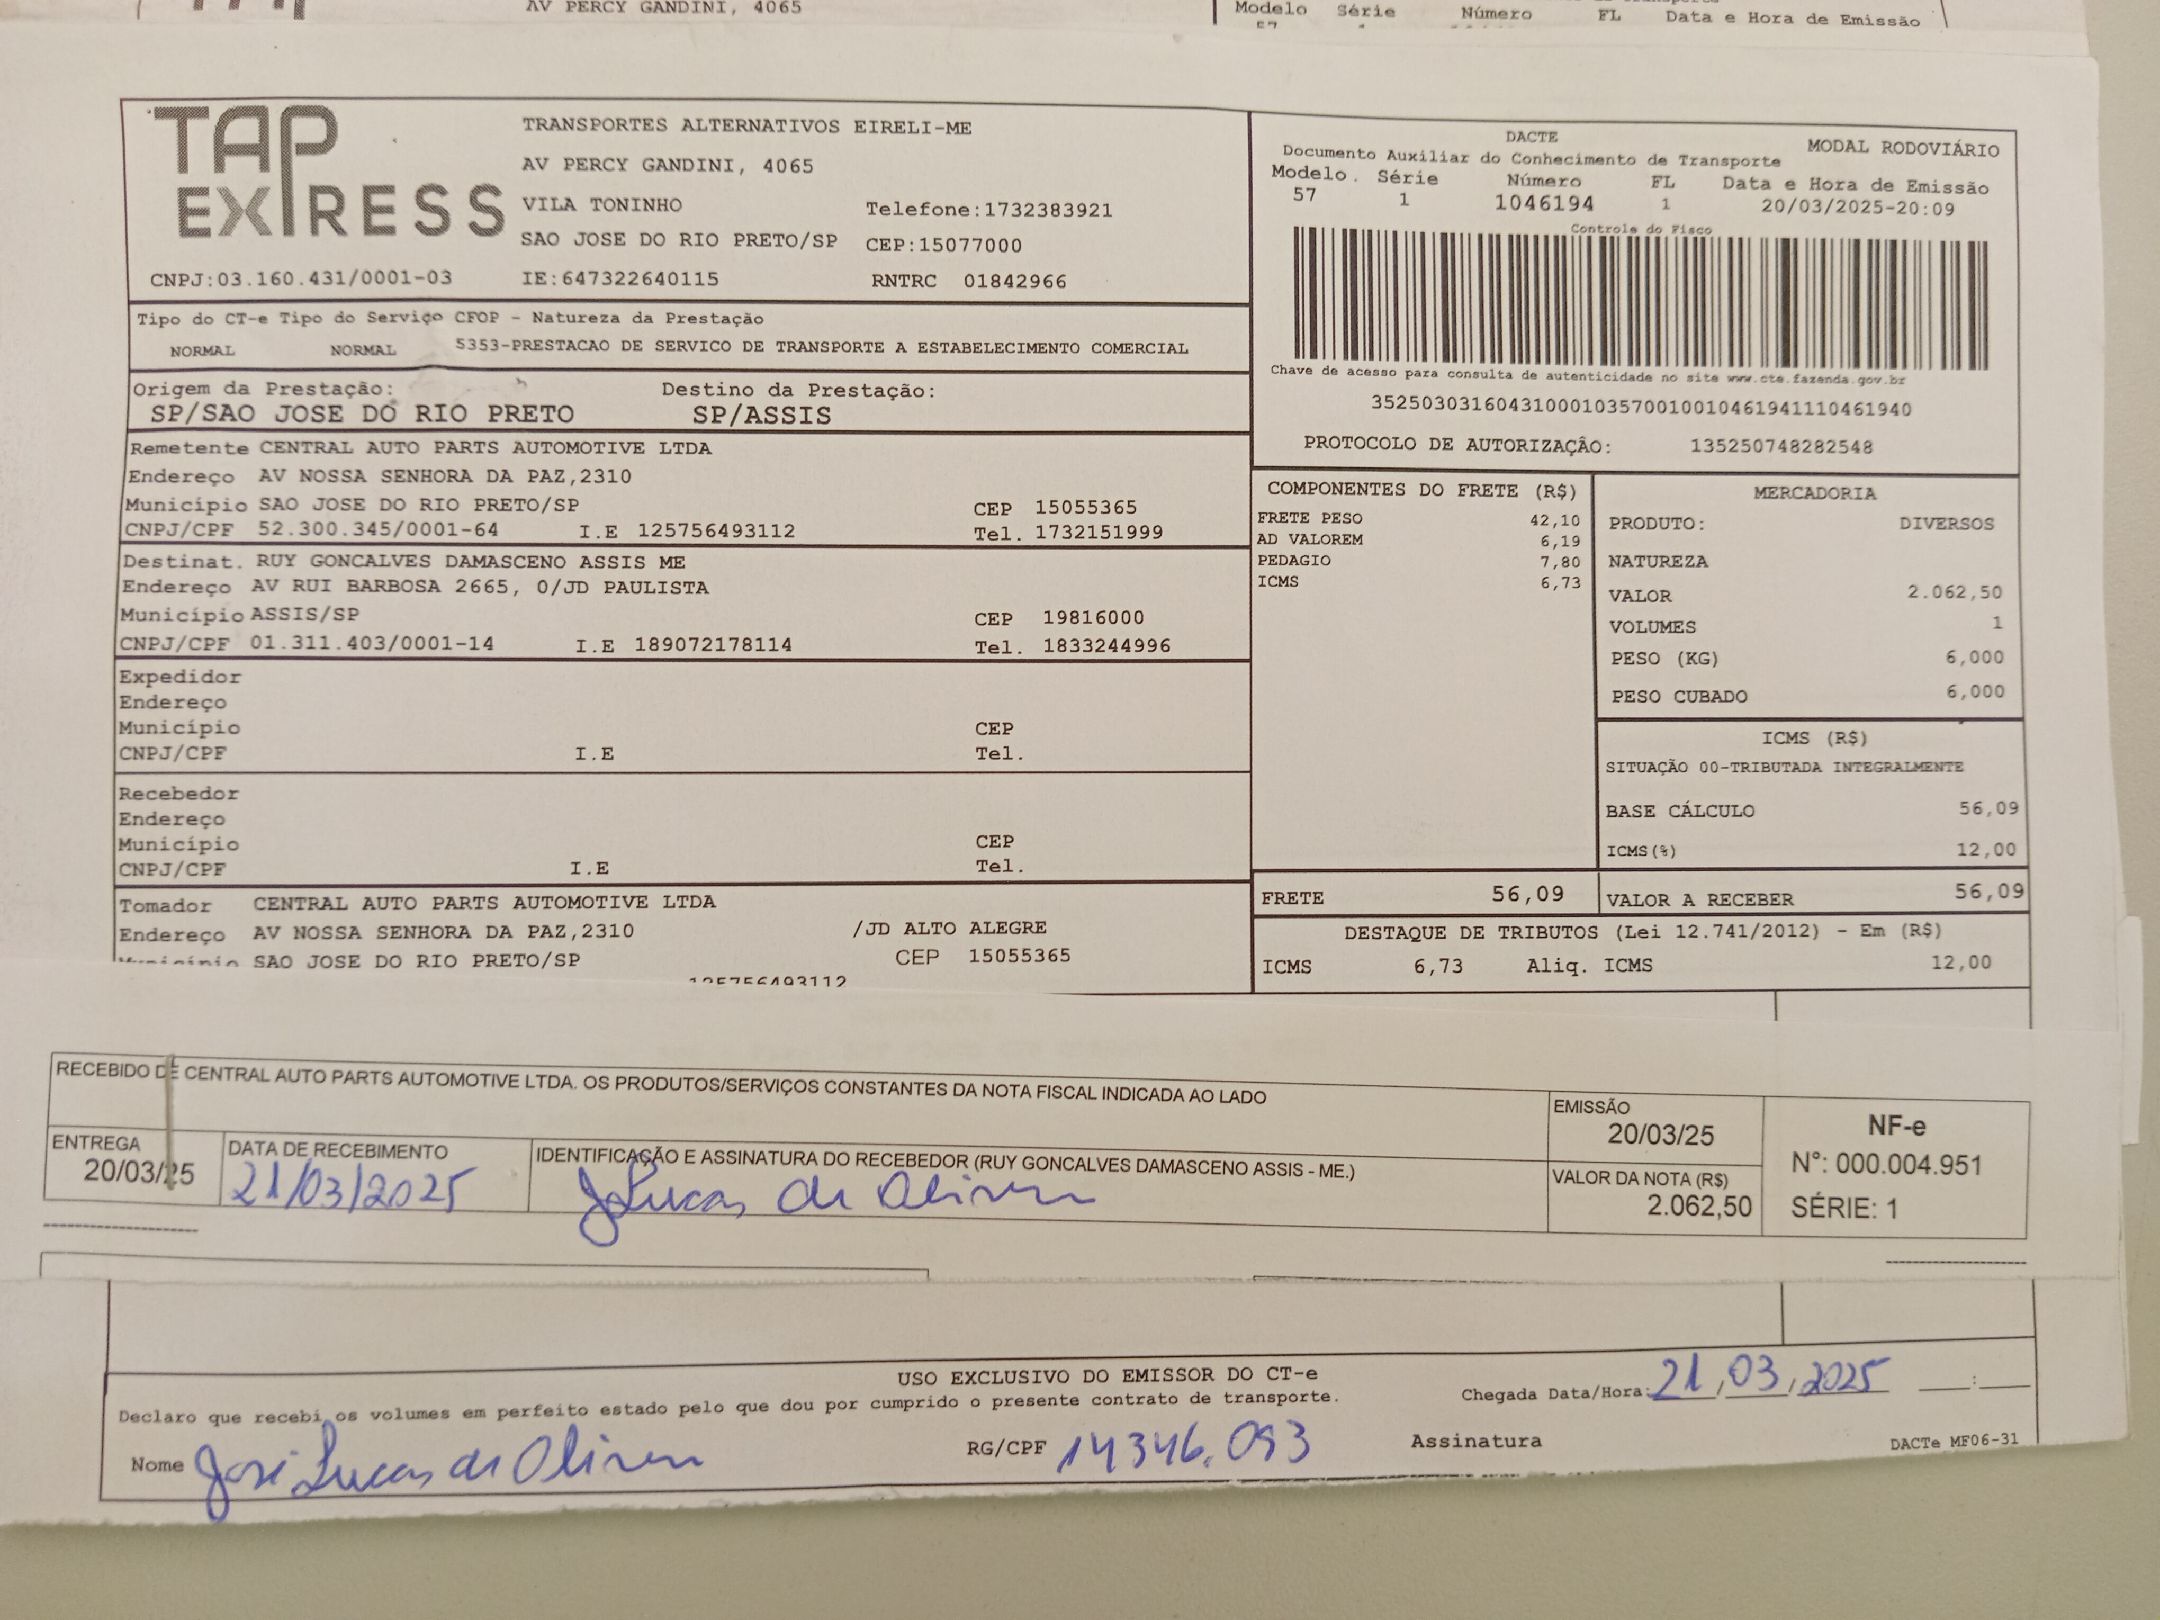 AV PERCY GANDINI, 4065
Modelo Série Número FL Data e Hora de Emissão
TAP EXPRESS
TRANSPORTES ALTERNATIVOS EIRELI-ME
AV PERCY GANDINI, 4065
VILA TONINHO Telefone:1732383921
SAO JOSE DO RIO PRETO/SP CEP:15077000
CNPJ:03.160.431/0001-03 IE:647322640115 RNTRC 01842966
DACTE MODAL RODOVIÁRIO
Documento Auxiliar do Conhecimento de Transporte
Modelo. Série Número FL Data e Hora de Emissão
57 1 1046194 1 20/03/2025-20:09
Controle do Fisco
Chave de acesso para consulta de autenticidade no site www.cte.fazenda.gov.br
35250303160431000103570010010461941110461940
PROTOCOLO DE AUTORIZAÇÃO: 135250748282548
Tipo do CT-e Tipo do Serviço CFOP - Natureza da Prestação
NORMAL NORMAL 5353-PRESTACAO DE SERVICO DE TRANSPORTE A ESTABELECIMENTO COMERCIAL
Origem da Prestação: Destino da Prestação:
SP/SAO JOSE DO RIO PRETO SP/ASSIS
Remetente CENTRAL AUTO PARTS AUTOMOTIVE LTDA
Endereço AV NOSSA SENHORA DA PAZ,2310
Município SAO JOSE DO RIO PRETO/SP CEP 15055365
CNPJ/CPF 52.300.345/0001-64 I.E 125756493112 Tel. 1732151999
Destinat. RUY GONCALVES DAMASCENO ASSIS ME
Endereço AV RUI BARBOSA 2665, 0/JD PAULISTA
Município ASSIS/SP CEP 19816000
CNPJ/CPF 01.311.403/0001-14 I.E 189072178114 Tel. 1833244996
Expedidor
Endereço
Município CEP
CNPJ/CPF I.E Tel.
Recebedor
Endereço
Município CEP
CNPJ/CPF I.E Tel.
Tomador CENTRAL AUTO PARTS AUTOMOTIVE LTDA
Endereço AV NOSSA SENHORA DA PAZ,2310 /JD ALTO ALEGRE
Município SAO JOSE DO RIO PRETO/SP CEP 15055365
125756493112
COMPONENTES DO FRETE (R$)
FRETE PESO 42,10
AD VALOREM 6,19
PEDAGIO 7,80
ICMS 6,73
MERCADORIA
PRODUTO: DIVERSOS
NATUREZA
VALOR 2.062,50
VOLUMES 1
PESO (KG) 6,000
PESO CUBADO 6,000
ICMS (R$)
SITUAÇÃO 00-TRIBUTADA INTEGRALMENTE
BASE CÁLCULO 56,09
ICMS(%) 12,00
FRETE 56,09 VALOR A RECEBER 56,09
DESTAQUE DE TRIBUTOS (Lei 12.741/2012) - Em (R$)
ICMS 6,73 Aliq. ICMS 12,00
RECEBIDO DE CENTRAL AUTO PARTS AUTOMOTIVE LTDA. OS PRODUTOS/SERVIÇOS CONSTANTES DA NOTA FISCAL INDICADA AO LADO
ENTREGA
20/03/25
DATA DE RECEBIMENTO
21/03/2025
IDENTIFICAÇÃO E ASSINATURA DO RECEBEDOR (RUY GONCALVES DAMASCENO ASSIS - ME.)
JLucas de Oliveira
EMISSÃO
20/03/25
VALOR DA NOTA (R$)
2.062,50
NF-e
N°: 000.004.951
SÉRIE: 1
USO EXCLUSIVO DO EMISSOR DO CT-e
Declaro que recebi os volumes em perfeito estado pelo que dou por cumprido o presente contrato de transporte.
Chegada Data/Hora: 21/03/2025 :
Nome José Lucas de Oliveira RG/CPF 14346.093 Assinatura
DACTe MF06-31